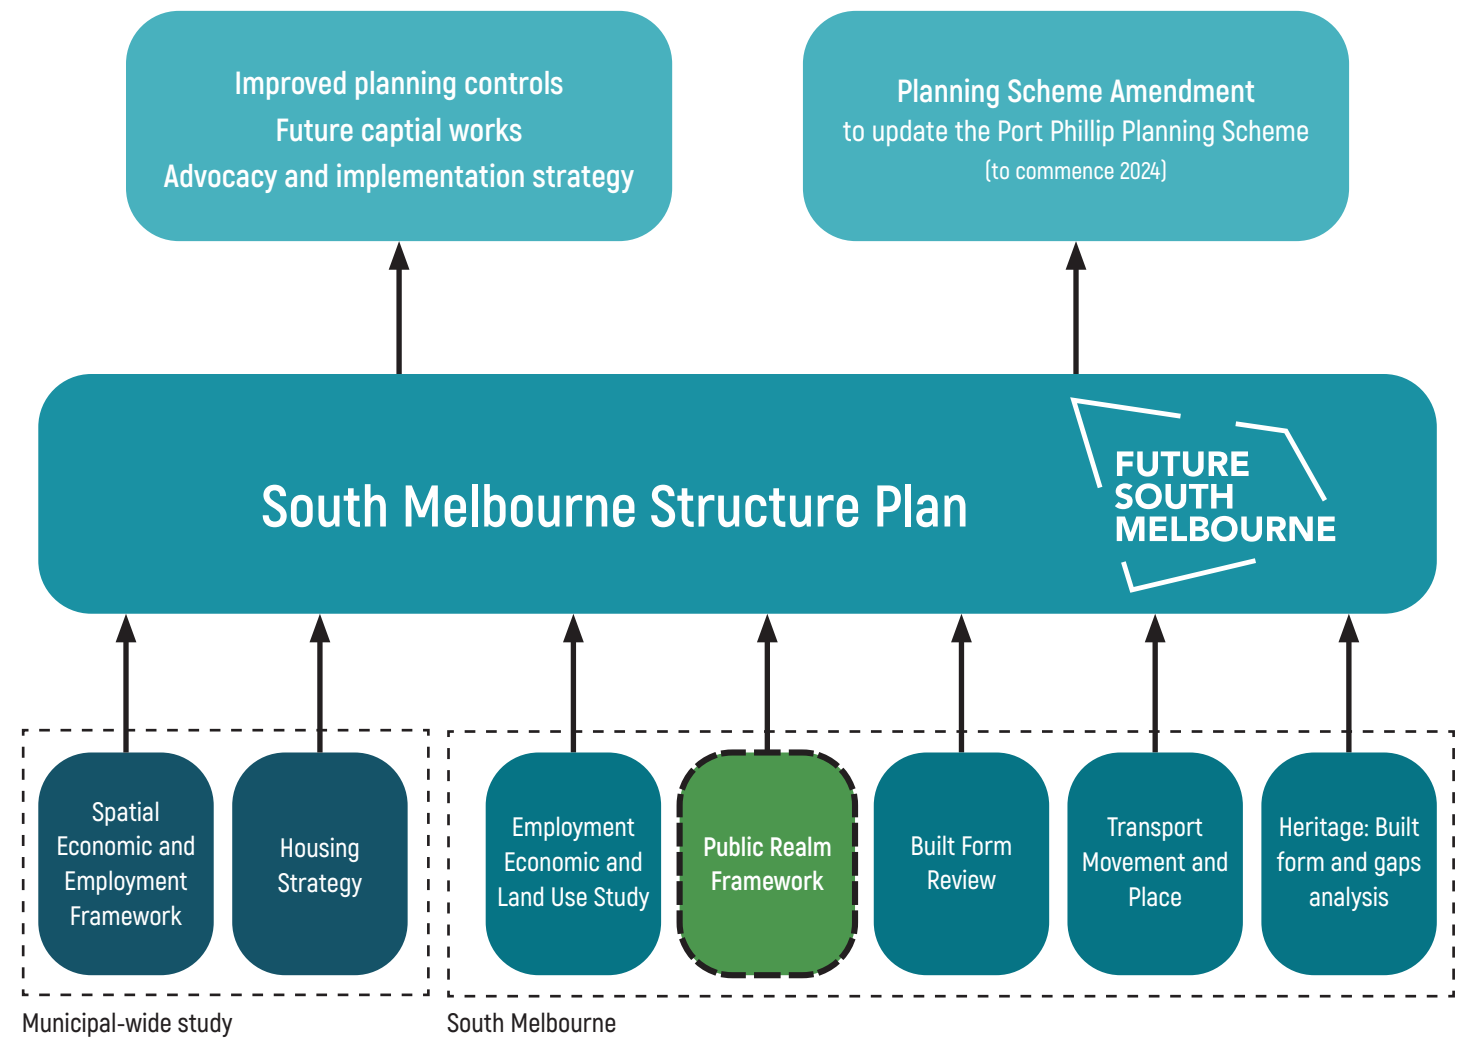 Improved planning controls
Future captial works
Advocacy and implementation strategy
Planning Scheme Amendment
to update the Port Phillip Planning Scheme
(to commence 2024)
South Melbourne Structure Plan
FUTURE
SOUTH
MELBOURNE
Spatial
Economic and
Employment
Framework
Housing
Strategy
Employment
Economic and
Land Use Study
Public Realm
Framework
Built Form
Review
Transport
Movement and
Place
Heritage: Built
form and gaps
analysis
Municipal-wide study
South Melbourne